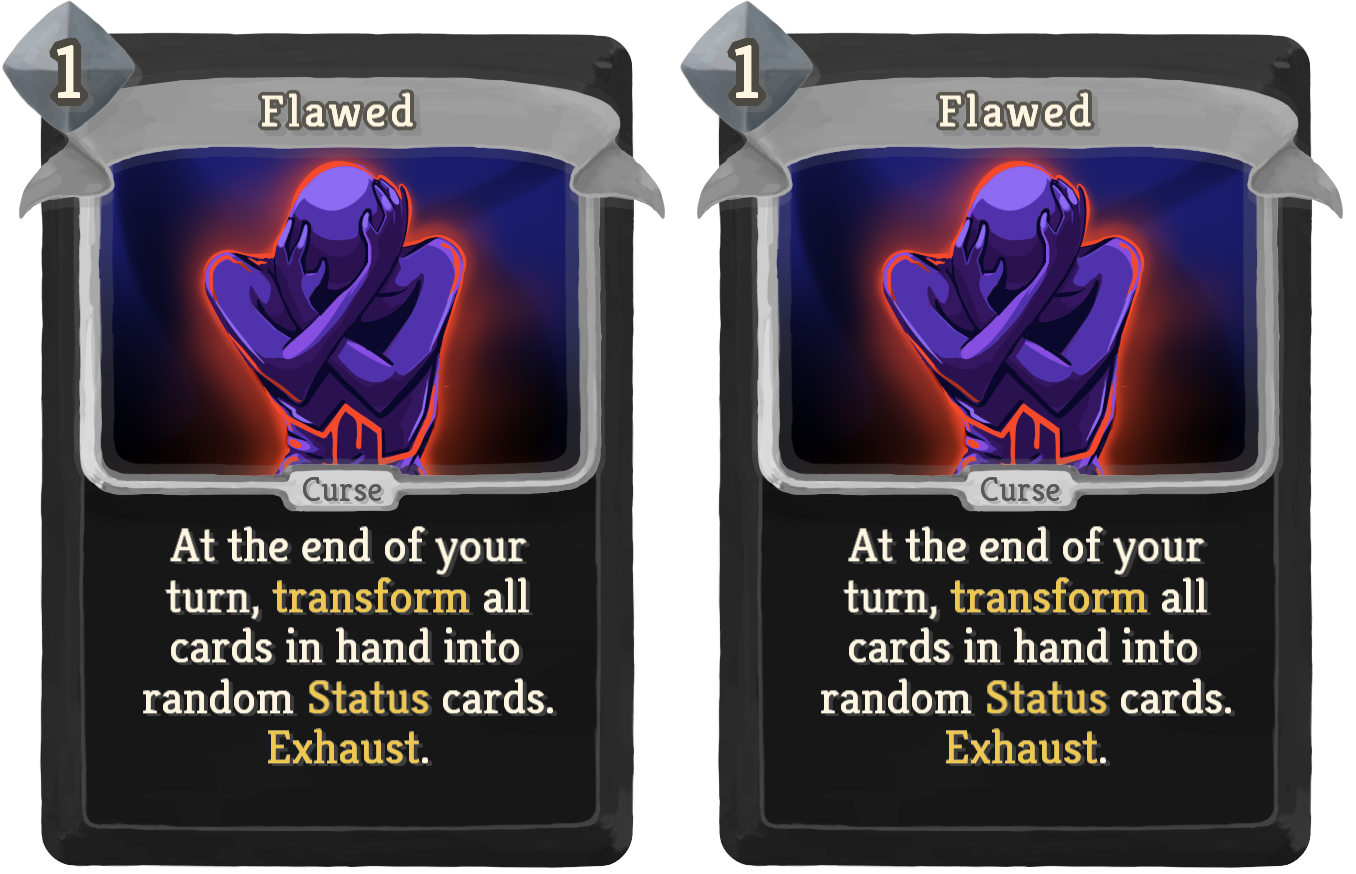 1
Flawed
Curse
At the end of your
turn, transform all
cards in hand into
random Status cards.
Exhaust.
1
Flawed
Curse
At the end of your
turn, transform all
cards in hand into
random Status cards.
Exhaust.